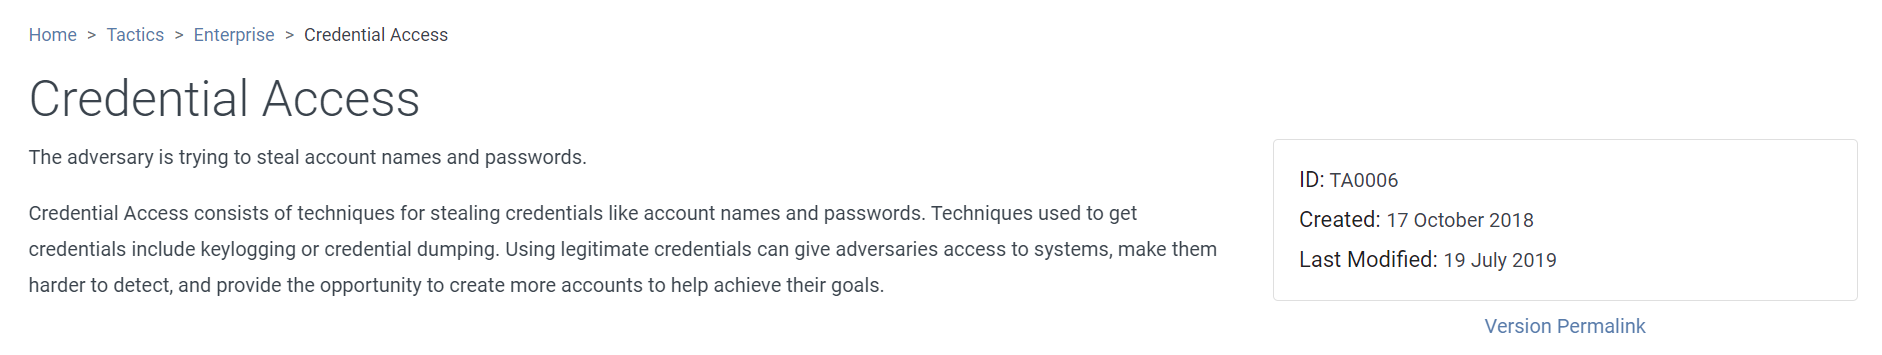 Home > Tactics > Enterprise > Credential Access
Credential Access
The adversary is trying to steal account names and passwords.
Credential Access consists of techniques for stealing credentials like account names and passwords. Techniques used to get
credentials include keylogging or credential dumping. Using legitimate credentials can give adversaries access to systems, make them
harder to detect, and provide the opportunity to create more accounts to help achieve their goals.
ID: TA0006
Created: 17 October 2018
Last Modified: 19 July 2019
Version Permalink